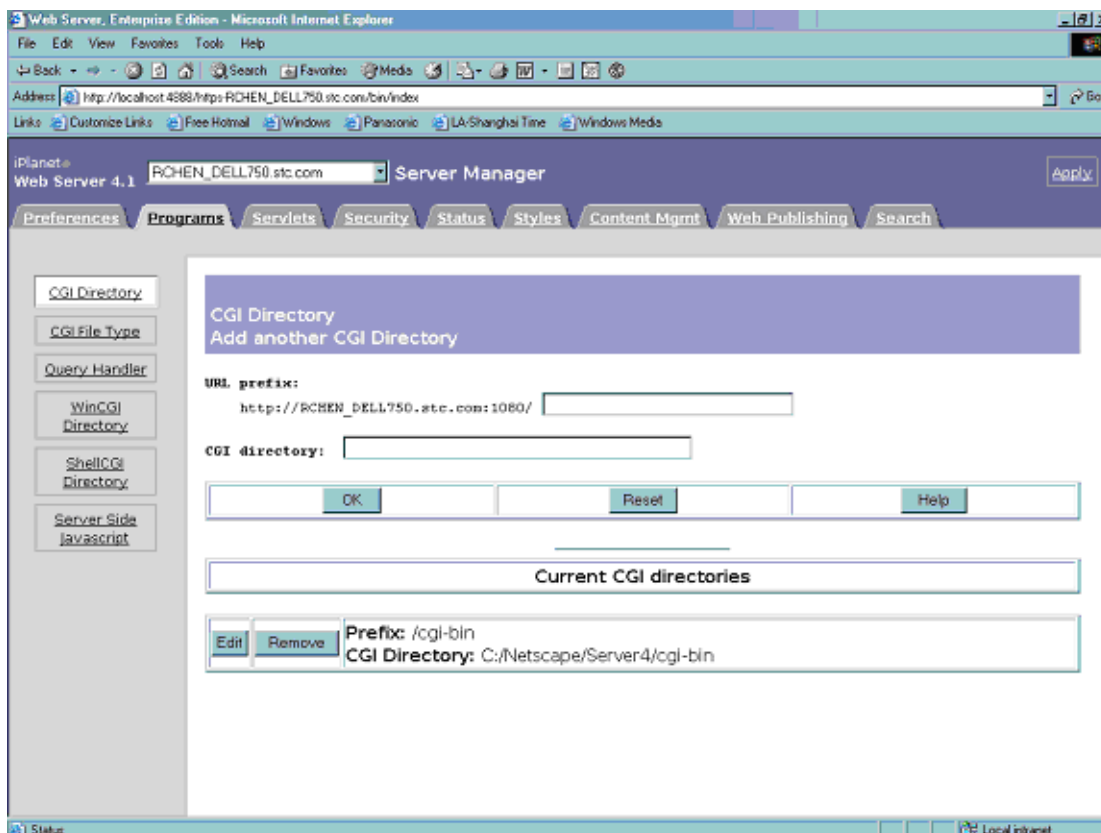 Web Server, Enterprise Edition - Microsoft Internet Explorer
File Edit View Favorites Tools Help
Back Search Favorites Media
Address http://localhost:4888/https-RCHEN_DELL750.stc.com/bin/index Go
Links Customize Links Free Hotmail Windows Panasonic LA-Shanghai Time Windows Media
iPlanet
Web Server 4.1 RCHEN_DELL750.stc.com Server Manager Apply
Preferences Programs Servlets Security Status Styles Content Mgmt Web Publishing Search
CGI Directory
CGI File Type
Query Handler
WinCGI
Directory
ShellCGI
Directory
Server Side
Javascript
CGI Directory
Add another CGI Directory
URL prefix:
http://RCHEN_DELL750.stc.com:1080/
CGI directory:
OK Reset Help
Current CGI directories
Edit Remove Prefix: /cgi-bin
CGI Directory: C:/Netscape/Server4/cgi-bin
Status Local intranet